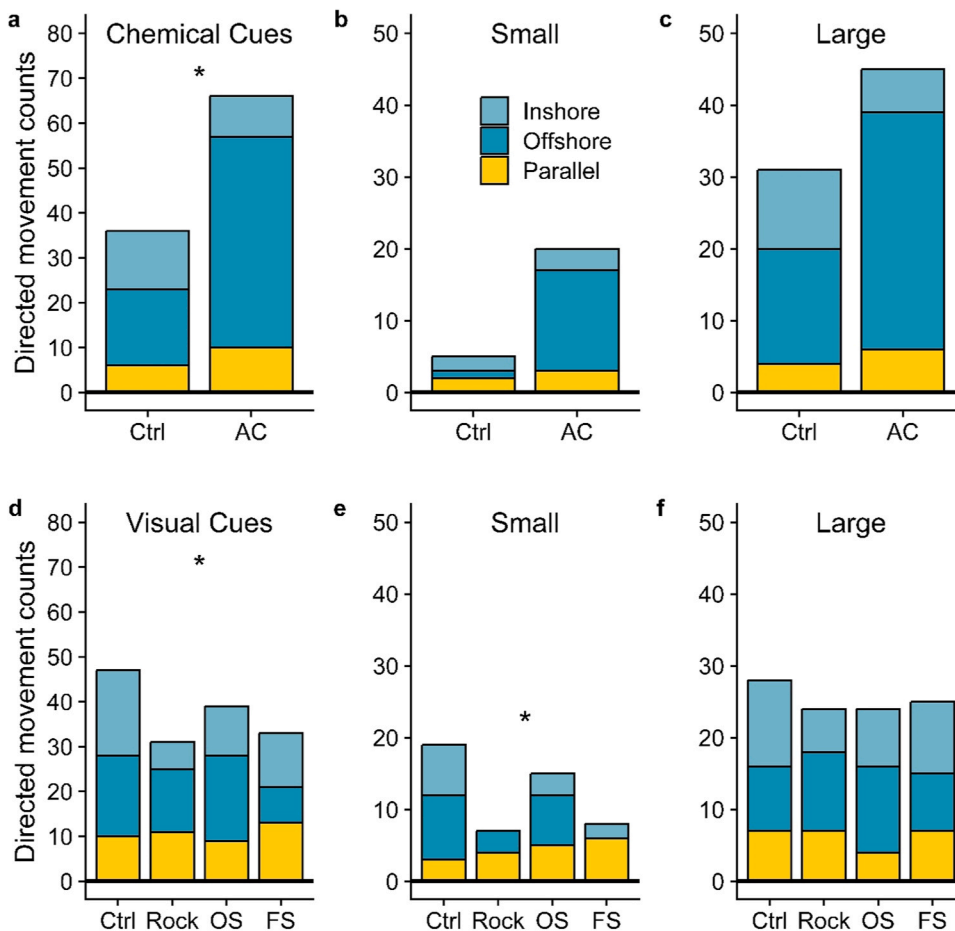 a
Chemical Cues
*
Directed movement counts
80
70
60
50
40
30
20
10
0
Ctrl AC
b
Small
50
40
30
20
10
0
Inshore
Offshore
Parallel
Ctrl AC
c
Large
50
40
30
20
10
0
Ctrl AC
d
Visual Cues
*
Directed movement counts
80
70
60
50
40
30
20
10
0
Ctrl Rock OS FS
e
Small
*
50
40
30
20
10
0
Ctrl Rock OS FS
f
Large
50
40
30
20
10
0
Ctrl Rock OS FS